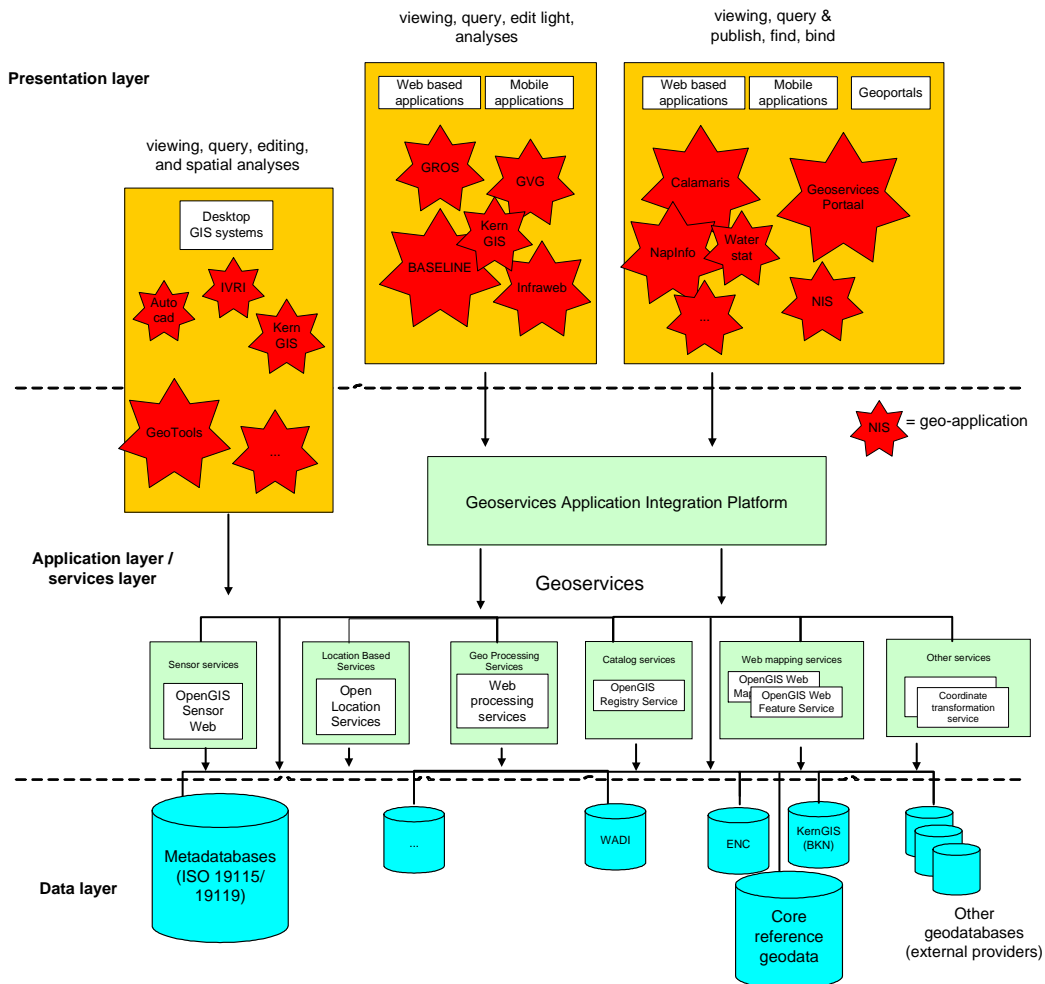 viewing, query, edit light,
analyses
viewing, query &
publish, find, bind
Presentation layer
Web based
applications
Mobile
applications
Web based
applications
Mobile
applications
Geoportals
viewing, query, editing,
and spatial analyses
GROS
GVG
Kern
GIS
BASELINE
Infraweb
Calamaris
Geoservices
Portaal
NapInfo
Water
stat
...
NIS
Desktop
GIS systems
IVRI
Auto
cad
Kern
GIS
GeoTools
...
NIS
= geo-application
Geoservices Application Integration Platform
Application layer /
services layer
Geoservices
Sensor services
OpenGIS
Sensor
Web
Location Based
Services
Open
Location
Services
Geo Processing
Services
Web
processing
services
Catalog services
OpenGIS
Registry Service
Web mapping services
OpenGIS Web
OpenGIS Web
Feature Service
Other services
Coordinate
transformation
service
Data layer
Metadatabases
(ISO 19115/
19119)
...
WADI
ENC
KernGIS
(BKN)
Core
reference
geodata
Other
geodatabases
(external providers)